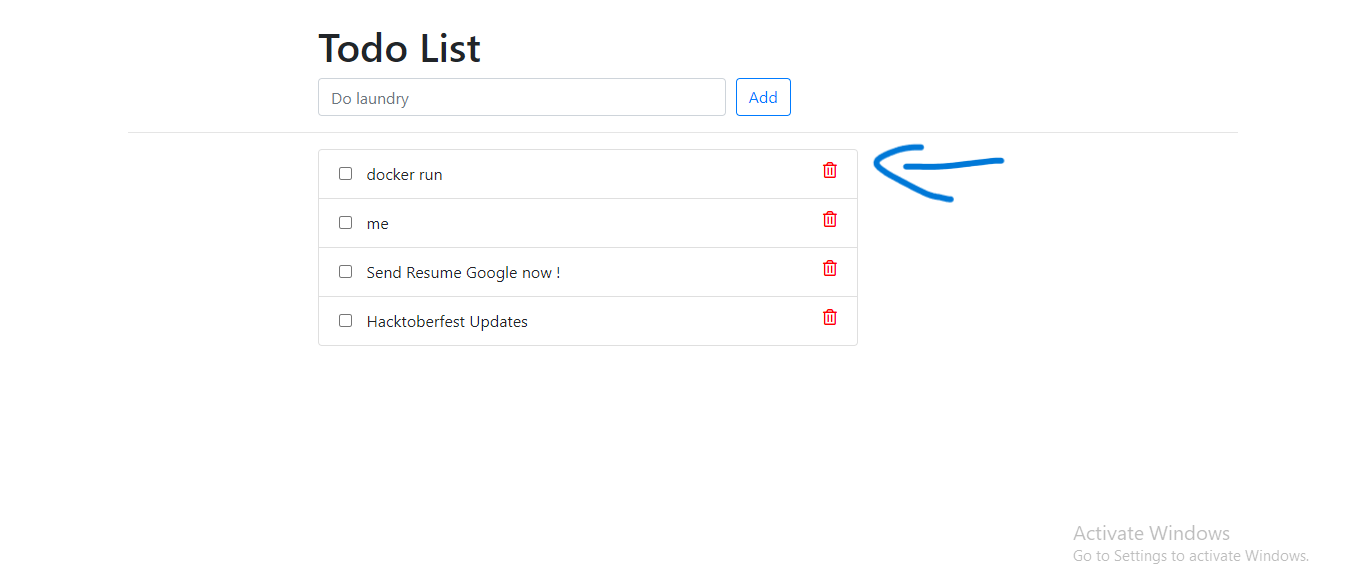 Todo List
Do laundry
Add
docker run
me
Send Resume Google now !
Hacktoberfest Updates
Activate Windows
Go to Settings to activate Windows.